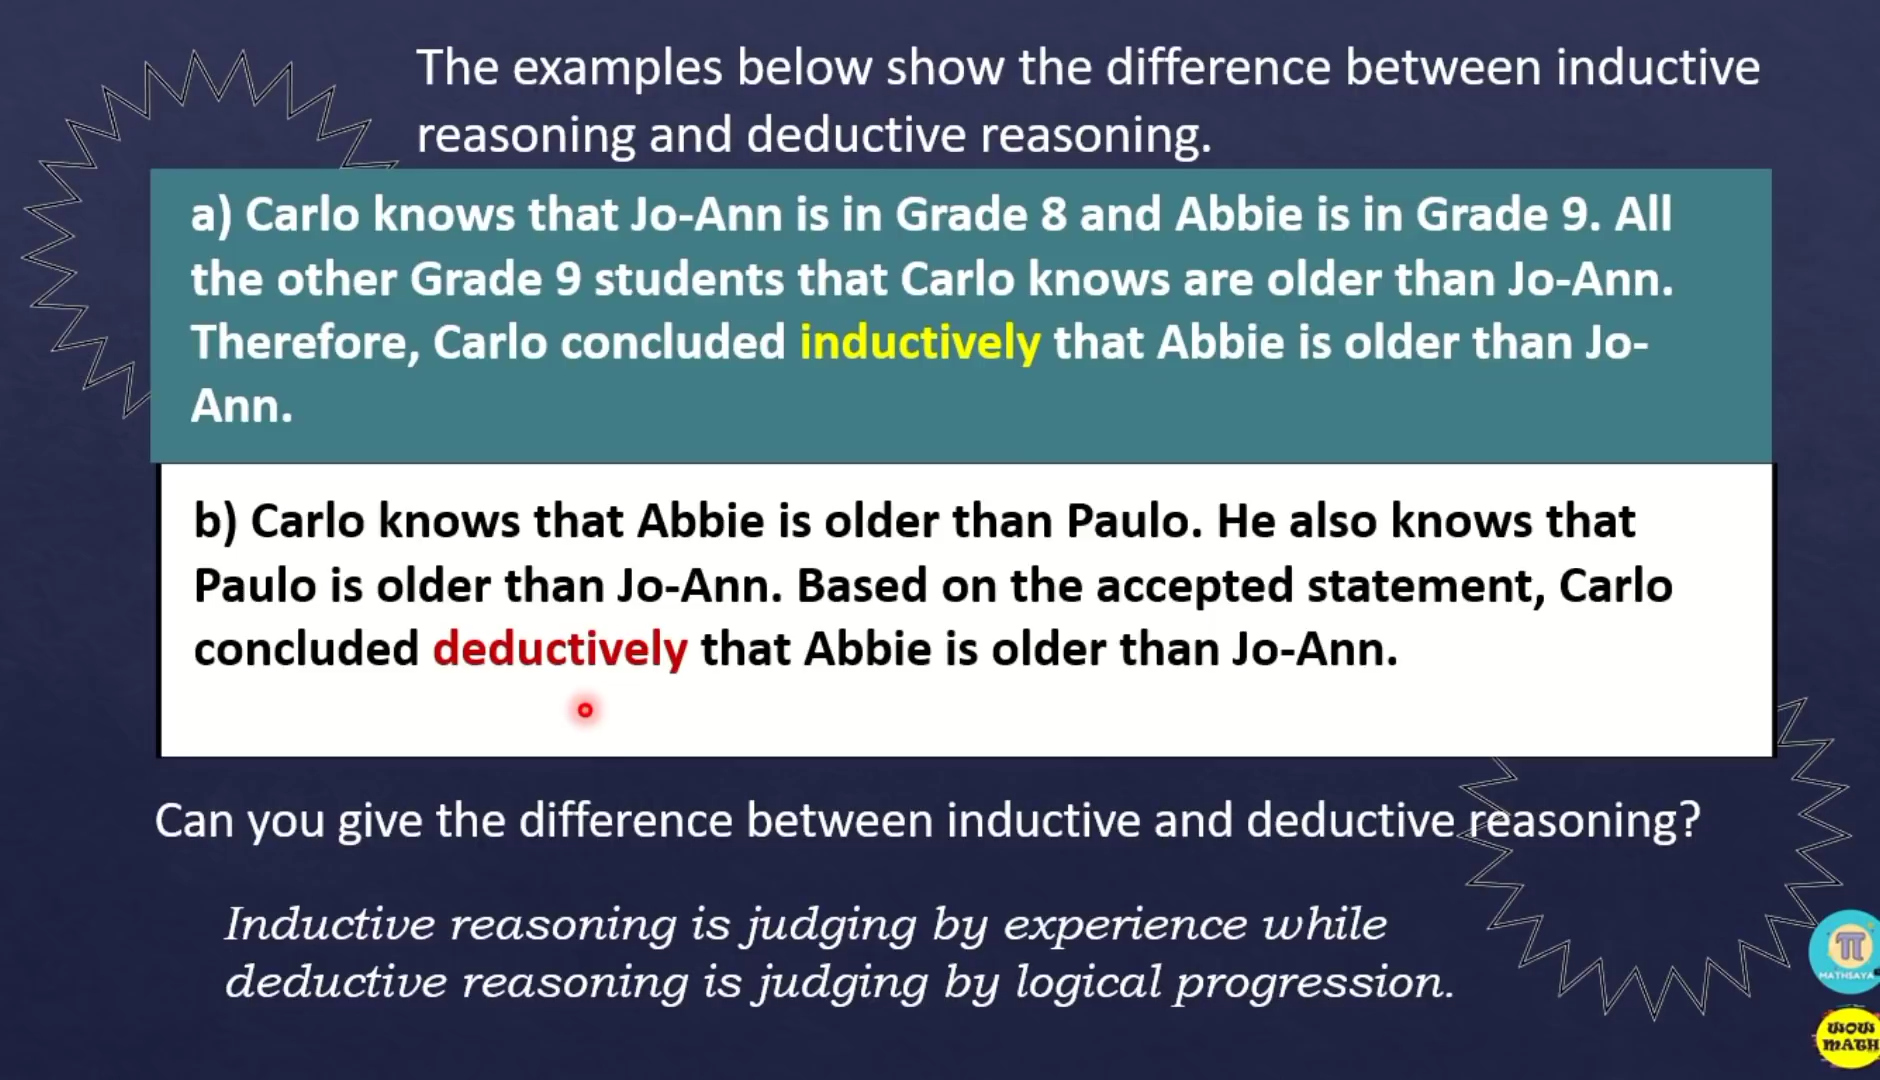 The examples below show the difference between inductive
reasoning and deductive reasoning.
a) Carlo knows that Jo-Ann is in Grade 8 and Abbie is in Grade 9. All
the other Grade 9 students that Carlo knows are older than Jo-Ann.
Therefore, Carlo concluded inductively that Abbie is older than Jo-
Ann.
b) Carlo knows that Abbie is older than Paulo. He also knows that
Paulo is older than Jo-Ann. Based on the accepted statement, Carlo
concluded deductively that Abbie is older than Jo-Ann.
Can you give the difference between inductive and deductive reasoning?
Inductive reasoning is judging by experience while
deductive reasoning is judging by logical progression.
π
MATHSAYA
WOW
MATH